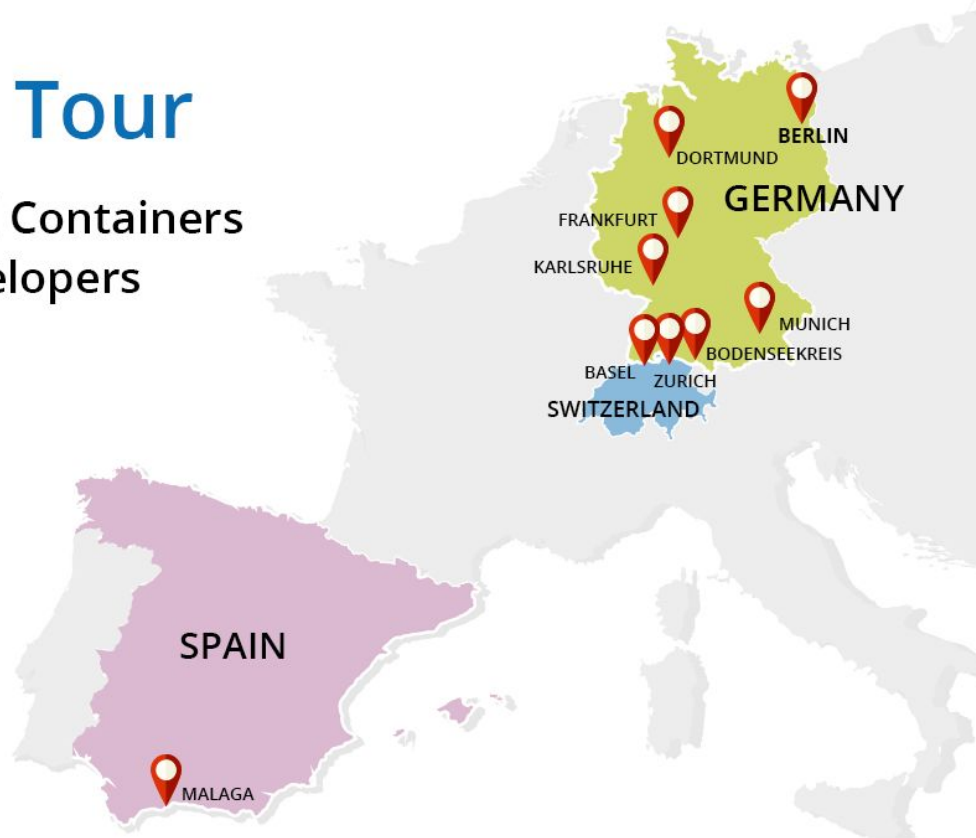 Tour
Containers
elopers
BERLIN
DORTMUND
GERMANY
FRANKFURT
KARLSRUHE
MUNICH
BODENSEEKREIS
BASEL
ZURICH
SWITZERLAND
SPAIN
MALAGA